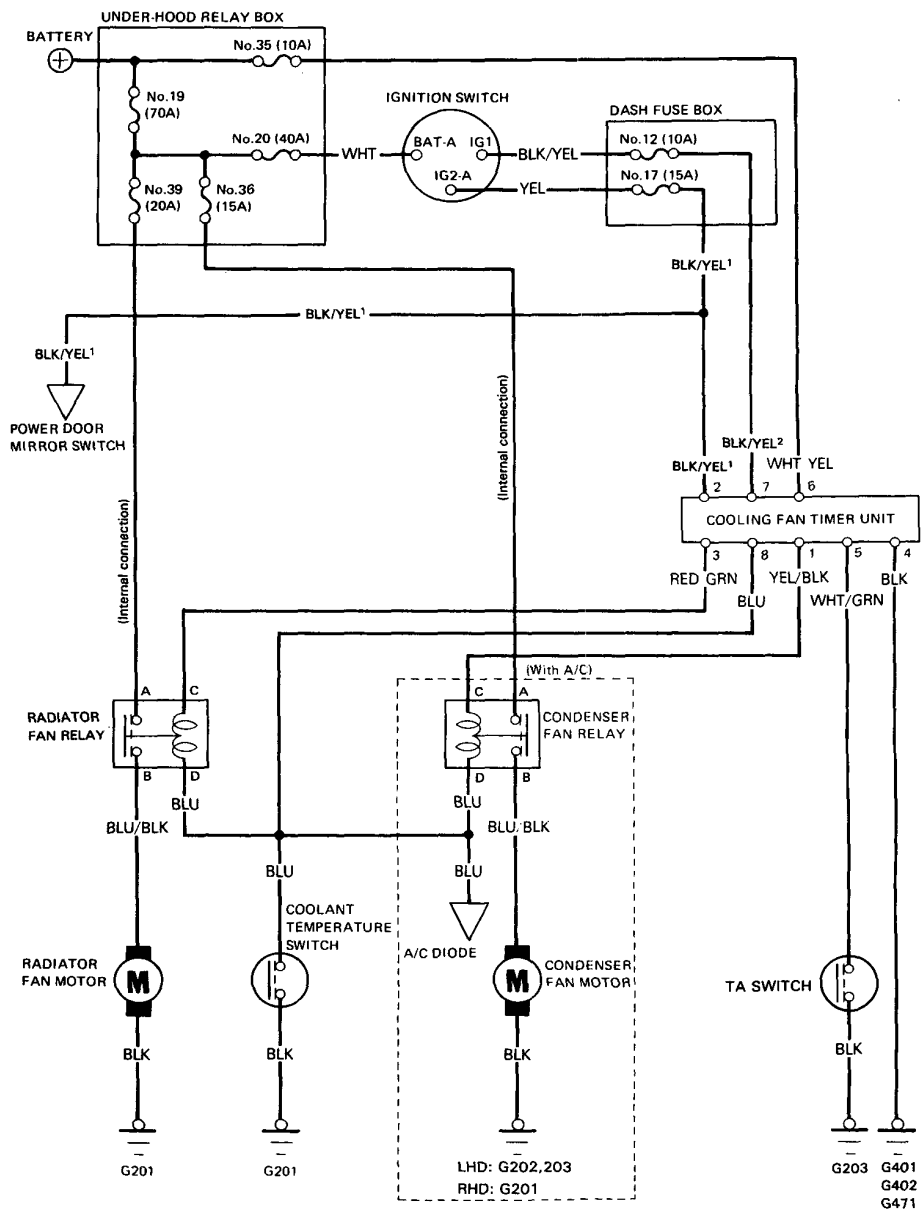 UNDER-HOOD RELAY BOX
BATTERY
No.35 (10A)
No.19
(70A)
IGNITION SWITCH
DASH FUSE BOX
No.20 (40A)
WHT
BAT-A
IG1
BLK/YEL
No.12 (10A)
IG2-A
YEL
No.17 (15A)
No.39
(20A)
No.36
(15A)
BLK/YEL¹
BLK/YEL¹
BLK/YEL¹
POWER DOOR
MIRROR SWITCH
(Internal connection)
(Internal connection)
BLK/YEL²
BLK/YEL¹
WHT YEL
2
7
6
COOLING FAN TIMER UNIT
3
8
1
5
4
RED GRN
YEL/BLK
BLK
BLU
WHT/GRN
(With A/C)
A
C
C
A
RADIATOR
FAN RELAY
CONDENSER
FAN RELAY
B
D
D
B
BLU
BLU
BLU/BLK
BLU/BLK
BLU
BLU
COOLANT
TEMPERATURE
SWITCH
A/C DIODE
RADIATOR
FAN MOTOR
M
M
CONDENSER
FAN MOTOR
TA SWITCH
BLK
BLK
BLK
BLK
G201
G201
LHD: G202,203
RHD: G201
G203
G401
G402
G471